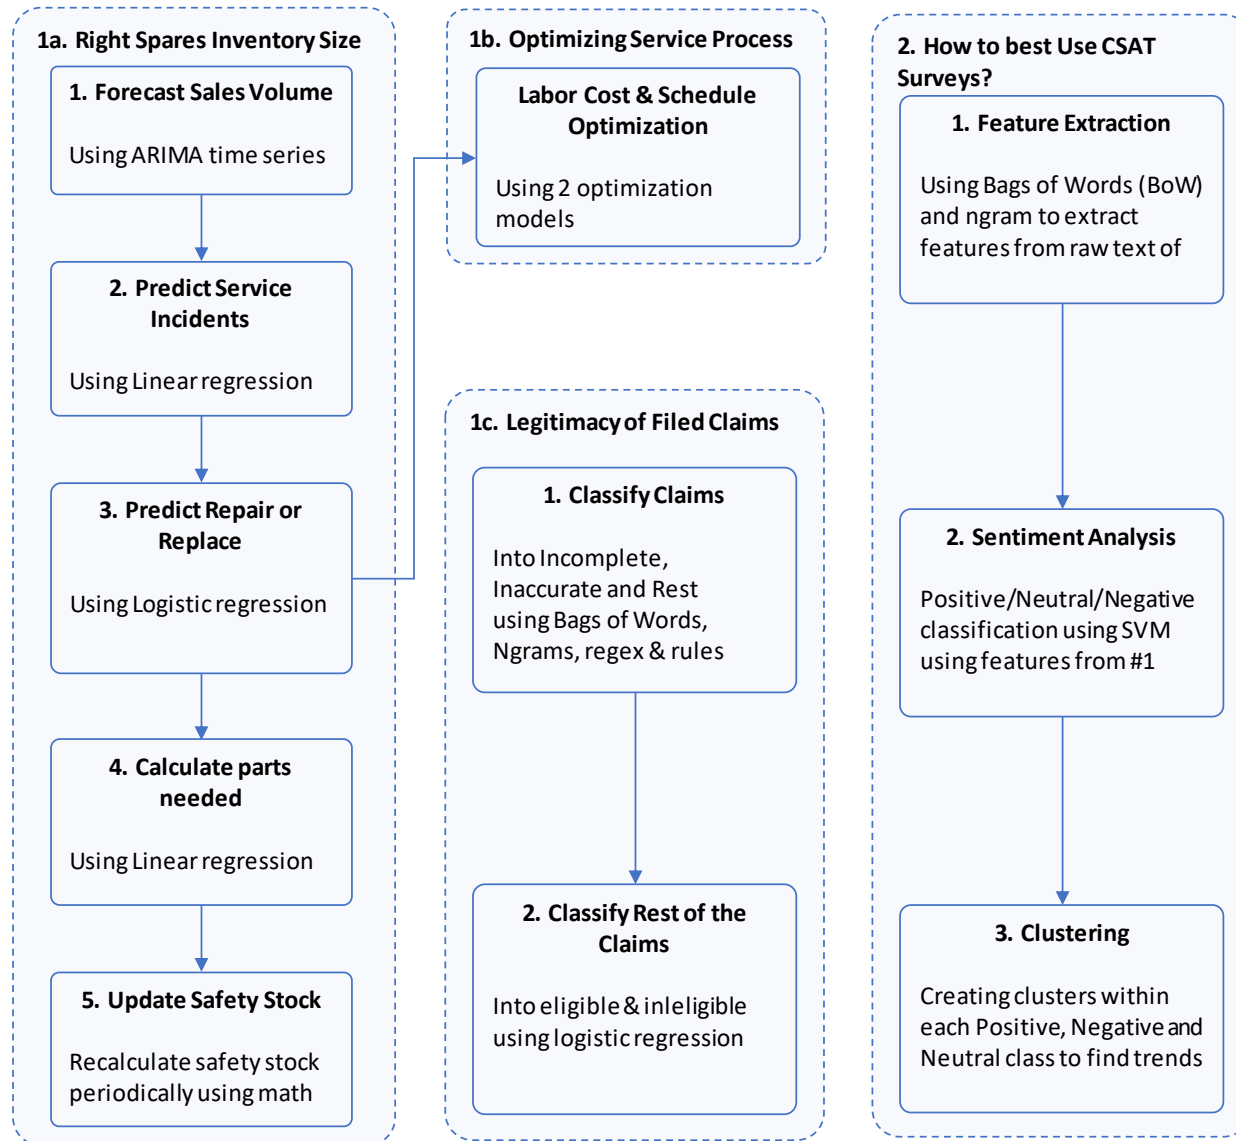 1a. Right Spares Inventory Size
1. Forecast Sales Volume
Using ARIMA time series
2. Predict Service
Incidents
Using Linear regression
3. Predict Repair or
Replace
Using Logistic regression
4. Calculate parts
needed
Using Linear regression
5. Update Safety Stock
Recalculate safety stock
periodically using math
1b. Optimizing Service Process
Labor Cost & Schedule
Optimization
Using 2 optimization
models
1c. Legitimacy of Filed Claims
1. Classify Claims
Into Incomplete,
Inaccurate and Rest
using Bags of Words,
Ngrams, regex & rules
2. Classify Rest of the
Claims
Into eligible & inleligible
using logistic regression
2. How to best Use CSAT
Surveys?
1. Feature Extraction
Using Bags of Words (BoW)
and ngram to extract
features from raw text of
2. Sentiment Analysis
Positive/Neutral/Negative
classification using SVM
using features from #1
3. Clustering
Creating clusters within
each Positive, Negative and
Neutral class to find trends